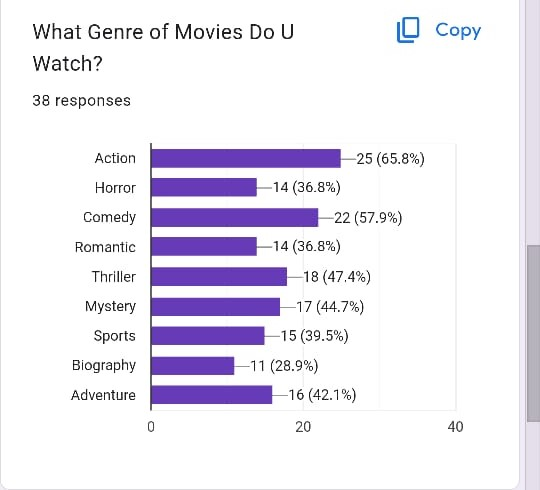 What Genre of Movies Do U
Copy
Watch?
38 responses
Action 25 (65.8%)
Horror 14 (36.8%)
Comedy 22 (57.9%)
Romantic 14 (36.8%)
Thriller 18 (47.4%)
Mystery 17 (44.7%)
Sports 15 (39.5%)
Biography 11 (28.9%)
Adventure 16 (42.1%)
0 20 40